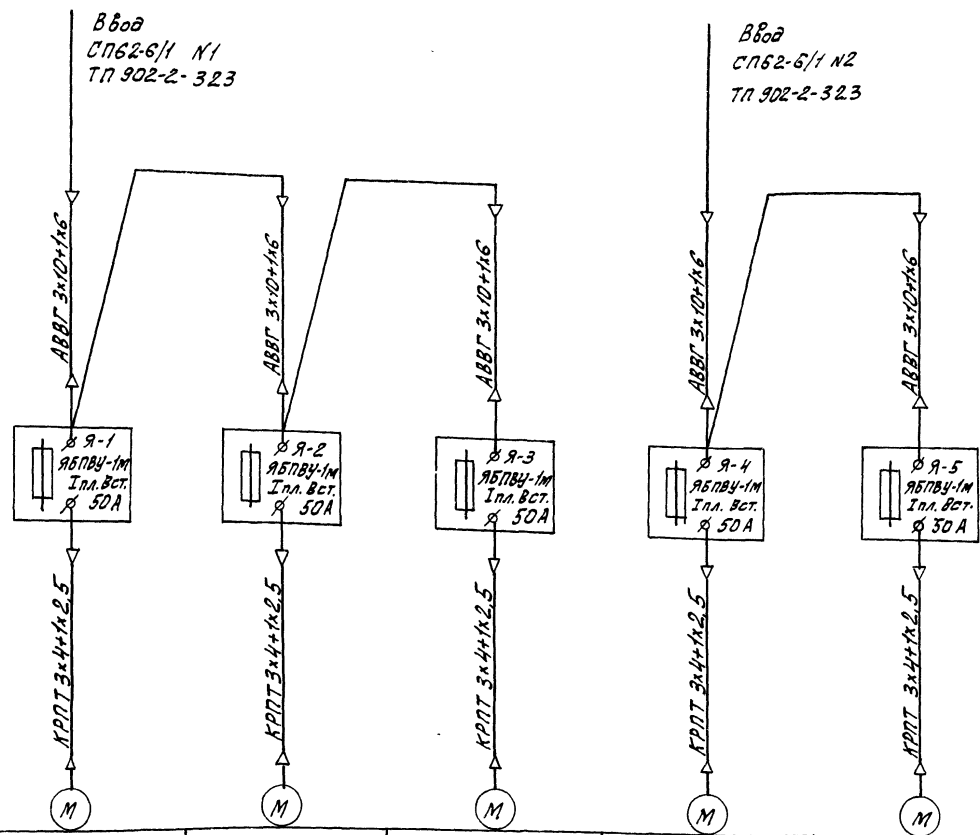 Ввод
СП62-6/1 N1
ТП 902-2-323
Ввод
СП62-6/1 N2
ТП 902-2-323
АВВГ 3х10+1х6
АВВГ 3х10+1х6
АВВГ 3х10+1х6
АВВГ 3х10+1х6
АВВГ 3х10+1х6
Я-1
ЯБПВУ-1м
Iпл. вст.
50А
Я-2
ЯБПВУ-1м
Iпл. вст.
50А
Я-3
ЯБПВУ-1м
Iпл. вст.
50А
Я-4
ЯБПВУ-1м
Iпл. вст.
50А
Я-5
ЯБПВУ-1м
Iпл. вст.
50А
КРПТ 3х4+1х2,5
КРПТ 3х4+1х2,5
КРПТ 3х4+1х2,5
КРПТ 3х4+1х2,5
КРПТ 3х4+1х2,5
М
М
М
М
М